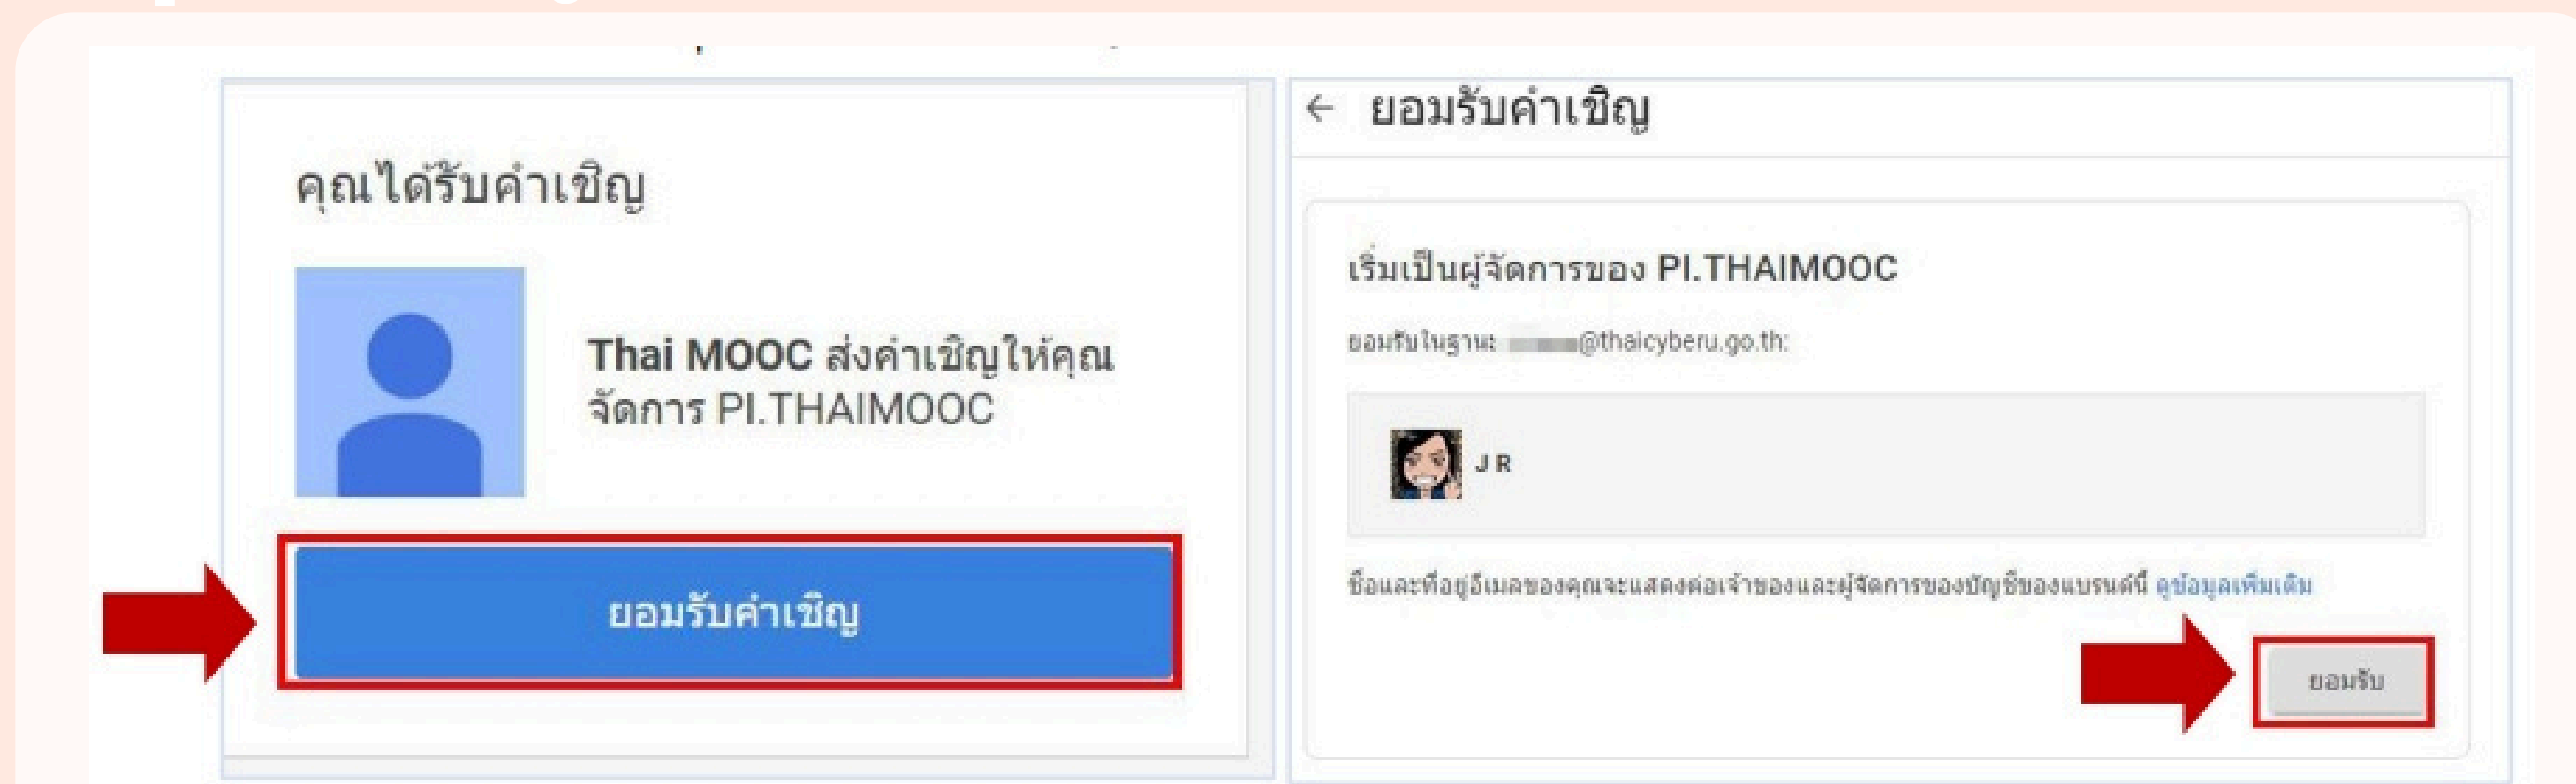 คุณได้รับคำเชิญ
Thai MOOC ส่งคำเชิญให้คุณ
จัดการ PI.THAIMOOC
ยอมรับคำเชิญ
← ยอมรับคำเชิญ
เริ่มเป็นผู้จัดการของ PI.THAIMOOC
ยอมรับในฐานะ @thaicyberu.go.th:
J R
ชื่อและที่อยู่อีเมลของคุณจะแสดงต่อเจ้าของและผู้จัดการของบัญชีของแบรนด์นี้ ดูข้อมูลเพิ่มเติม
ยอมรับ